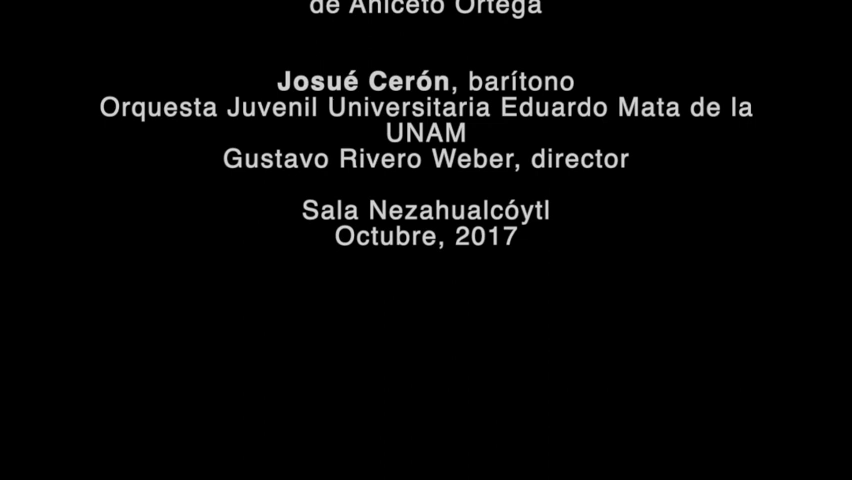 de Aniceto Ortega
Josué Cerón, barítono
Orquesta Juvenil Universitaria Eduardo Mata de la
UNAM
Gustavo Rivero Weber, director
Sala Nezahualcóytl
Octubre, 2017